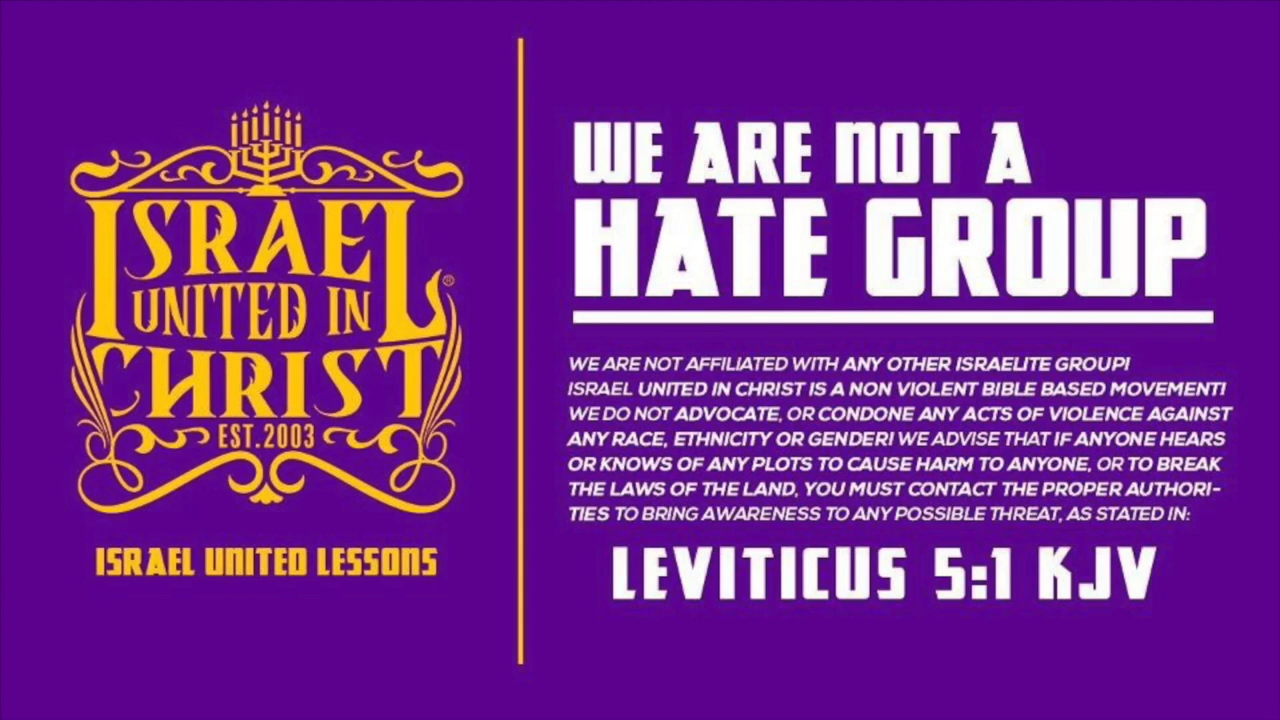 ISRAEL
UNITED IN
CHRIST
EST.2003
ISRAEL UNITED LESSONS
WE ARE NOT A
HATE GROUP
WE ARE NOT AFFILIATED WITH ANY OTHER ISRAELITE GROUP!
ISRAEL UNITED IN CHRIST IS A NON VIOLENT BIBLE BASED MOVEMENT!
WE DO NOT ADVOCATE, OR CONDONE ANY ACTS OF VIOLENCE AGAINST
ANY RACE, ETHNICITY OR GENDER! WE ADVISE THAT IF ANYONE HEARS
OR KNOWS OF ANY PLOTS TO CAUSE HARM TO ANYONE, OR TO BREAK
THE LAWS OF THE LAND, YOU MUST CONTACT THE PROPER AUTHORI-
TIES TO BRING AWARENESS TO ANY POSSIBLE THREAT, AS STATED IN:
LEVITICUS 5:1 KJV